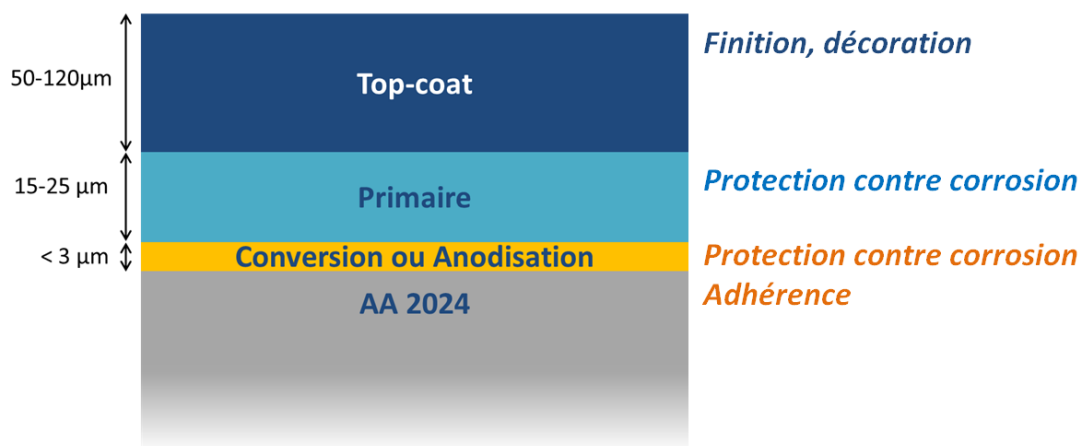 50-120µm
Top-coat
Finition, décoration
15-25 µm
Primaire
Protection contre corrosion
< 3 µm
Conversion ou Anodisation
Protection contre corrosion
Adhérence
AA 2024